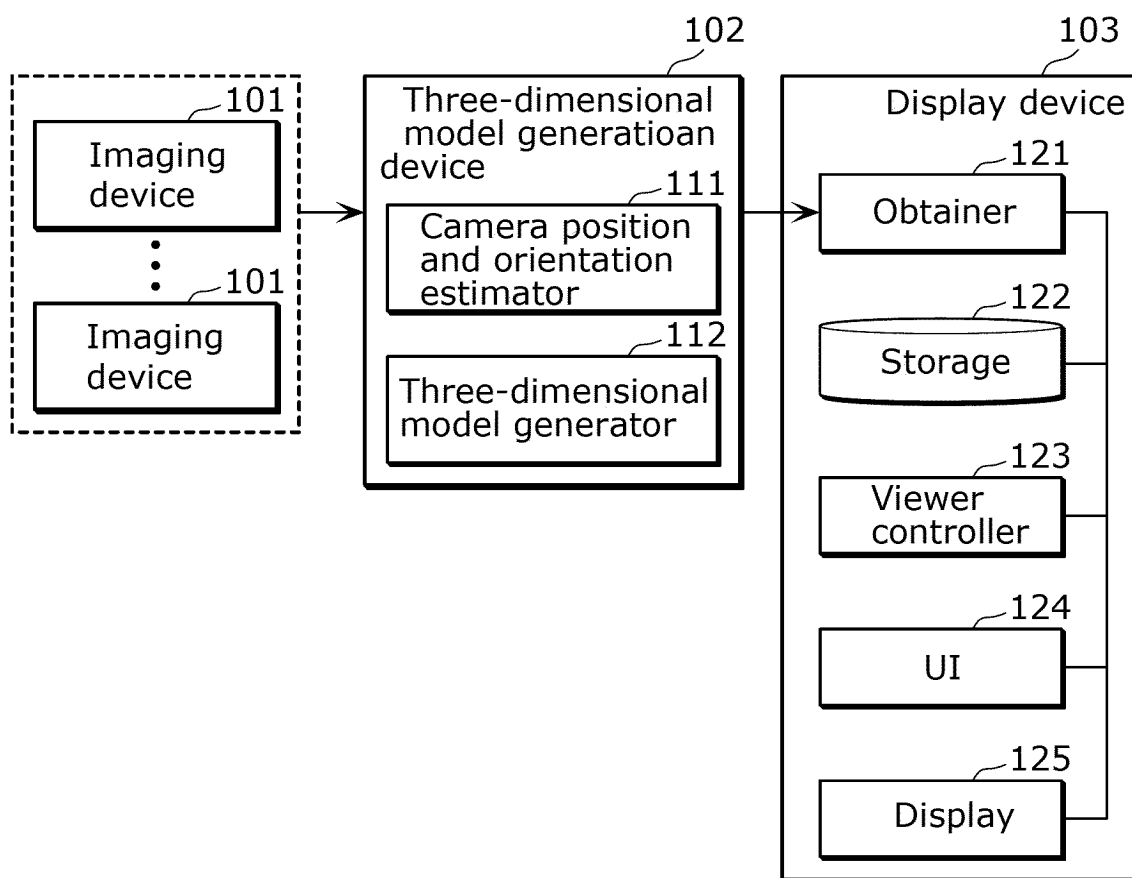 101
Imaging
device
101
Imaging
device
102
Three-dimensional
model generatioan
device
111
Camera position
and orientation
estimator
112
Three-dimensional
model generator
103
Display device
121
Obtainer
122
Storage
123
Viewer
controller
124
UI
125
Display